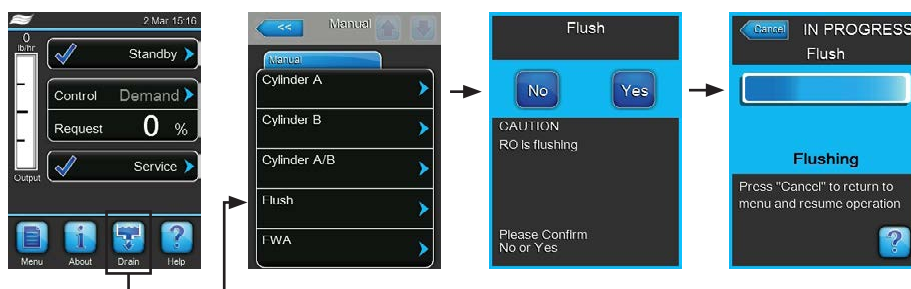 2 Mar 15:16
0
lb/hr
Standby
Control Demand
Request 0 %
Service
Output
Menu About Drain Help
<< Manual
Manual
Cylinder A
Cylinder B
Cylinder A/B
Flush
FWA
Flush
No Yes
CAUTION
RO is flushing
Please Confirm
No or Yes
Cancel IN PROGRESS
Flush
Flushing
Press "Cancel" to return to
menu and resume operation
?